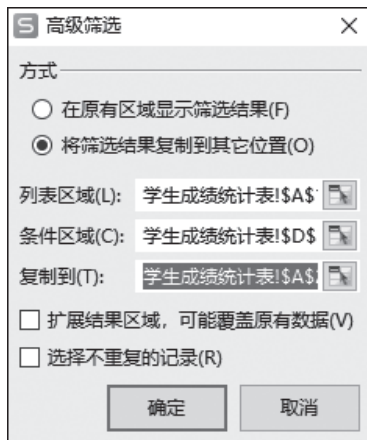 S 高级筛选
方式
在原有区域显示筛选结果(F)
将筛选结果复制到其它位置(O)
列表区域(L): 学生成绩统计表!$A$
条件区域(C): 学生成绩统计表!$D$
复制到(T): 学生成绩统计表!$A$
扩展结果区域，可能覆盖原有数据(V)
选择不重复的记录(R)
确定 取消